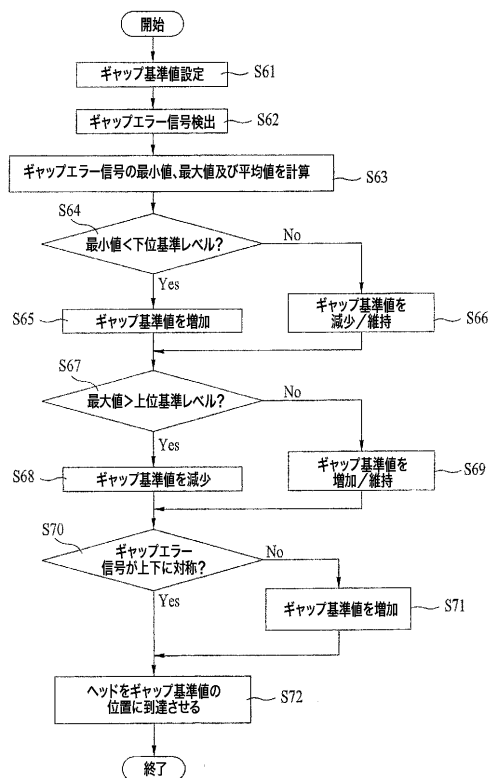 開始
ギャップ基準値設定
S61
ギャップエラー信号検出
S62
ギャップエラー信号の最小値、最大値及び平均値を計算
S63
S64
最小値<下位基準レベル?
No
Yes
S65
ギャップ基準値を増加
ギャップ基準値を
減少/維持
S66
S67
最大値>上位基準レベル?
No
Yes
S68
ギャップ基準値を減少
ギャップ基準値を
増加/維持
S69
S70
ギャップエラー
信号が上下に対称?
No
Yes
ギャップ基準値を増加
S71
ヘッドをギャップ基準値の
位置に到達させる
S72
終了